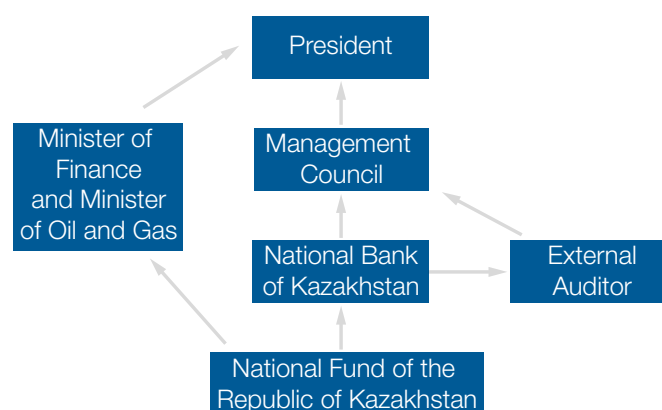 President
Minister of
Finance
and Minister
of Oil and Gas
Management
Council
National Bank
of Kazakhstan
External
Auditor
National Fund of the
Republic of Kazakhstan